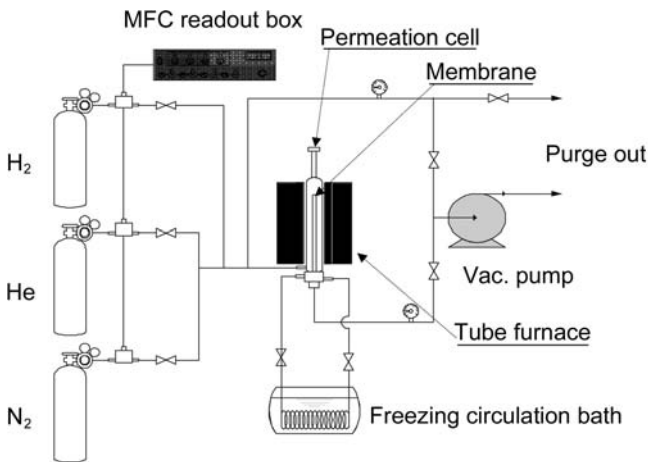 MFC readout box
Permeation cell
Membrane
H2
Purge out
He
Vac. pump
Tube furnace
N2
Freezing circulation bath